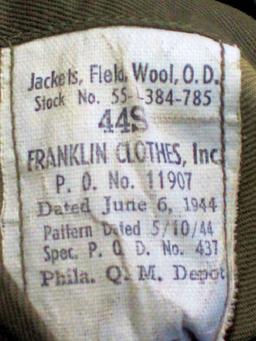 Jackets, Field, Wool, O.D.
Stock No. 55-J-384-785
44S
FRANKLIN CLOTHES, Inc.
P. O. No. 11907
Dated June 6, 1944
Pattern Dated 5/10/44
Spec. P. Q. D. No. 437
Phila. Q. M. Depot